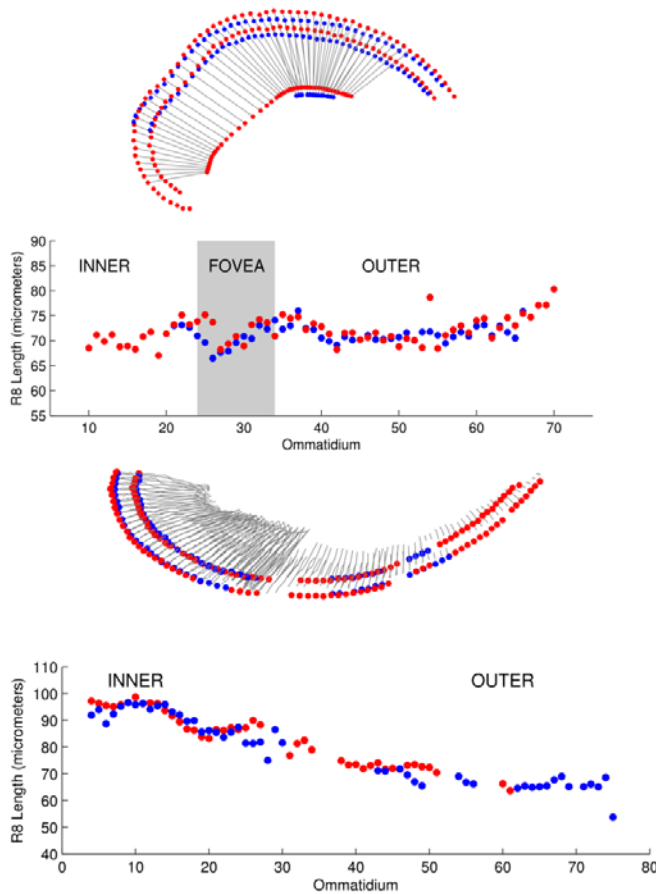 90
85
80
75
70
65
60
55
R8 Length (micrometers)
INNER FOVEA OUTER
10 20 30 40 50 60 70
Ommatidium
110
100
90
80
70
60
50
40
R8 Length (micrometers)
INNER OUTER
0 10 20 30 40 50 60 70 80
Ommatidium